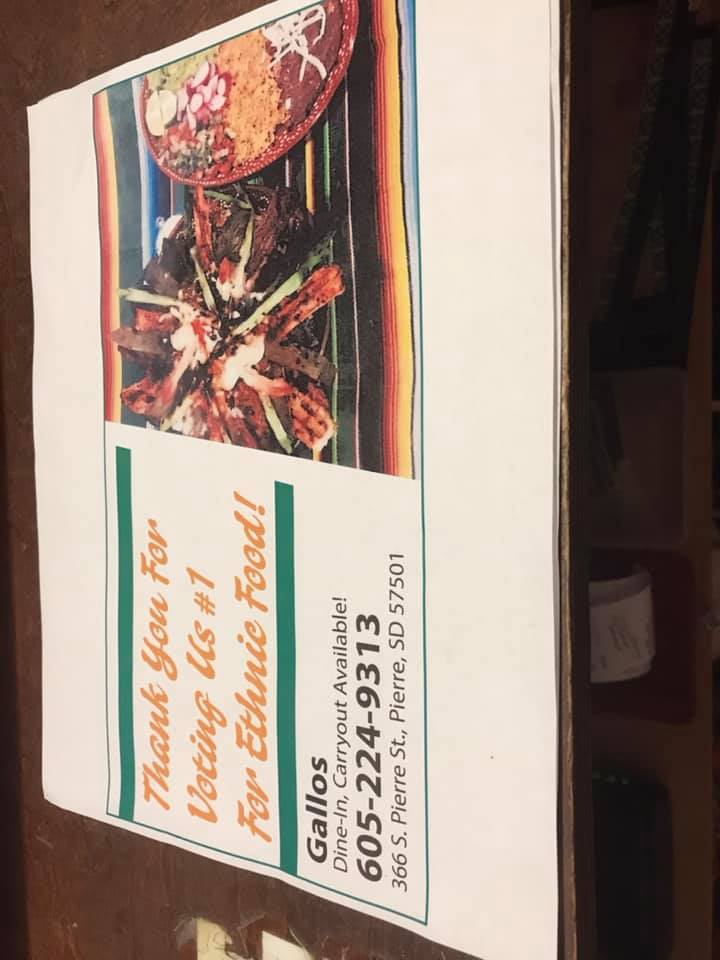 Thank You For
Voting Us #1
For Ethnic Food!
Gallos
Dine-In, Carryout Available!
605-224-9313
366 S. Pierre St., Pierre, SD 57501